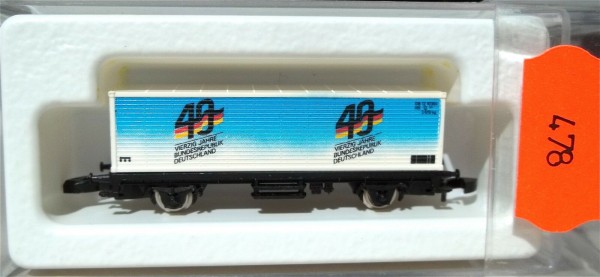 40
VIERZIG JAHRE
BUNDESREPUBLIK
DEUTSCHLAND
40
VIERZIG JAHRE
BUNDESREPUBLIK
DEUTSCHLAND
478